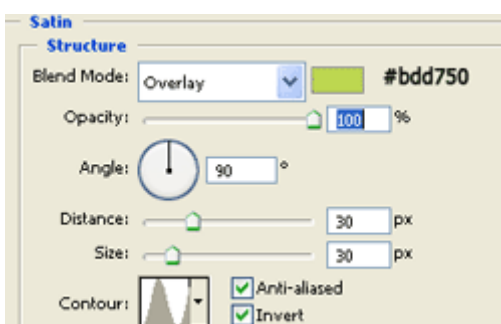 Satin
Structure
Blend Mode: Overlay #bdd750
Opacity: 100 %
Angle: 90 °
Distance: 30 px
Size: 30 px
Contour: Anti-aliased
Invert